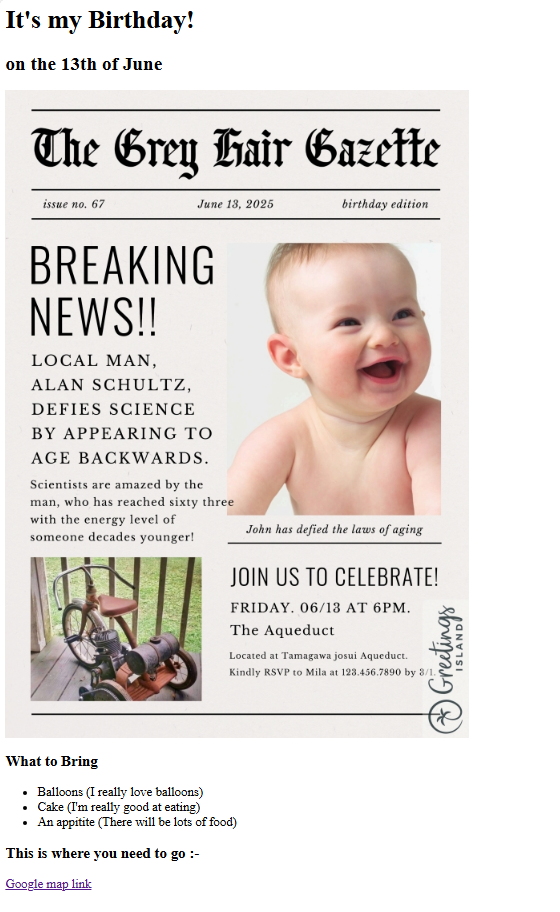 It's my Birthday!
on the 13th of June
The Grey Hair Gazette
issue no. 67 June 13, 2025 birthday edition
BREAKING
NEWS!!
LOCAL MAN,
ALAN SCHULTZ,
DEFIES SCIENCE
BY APPEARING TO
AGE BACKWARDS.
Scientists are amazed by the
man, who has reached sixty three
with the energy level of
someone decades younger!
John has defied the laws of aging
JOIN US TO CELEBRATE!
FRIDAY. 06/13 AT 6PM.
The Aqueduct
Located at Tamagawa josui Aqueduct.
Kindly RSVP to Mila at 123.456.7890 by 3/1.
Greetings
ISLAND
What to Bring
Balloons (I really love balloons)
Cake (I'm really good at eating)
An appitite (There will be lots of food)
This is where you need to go :-
Google map link